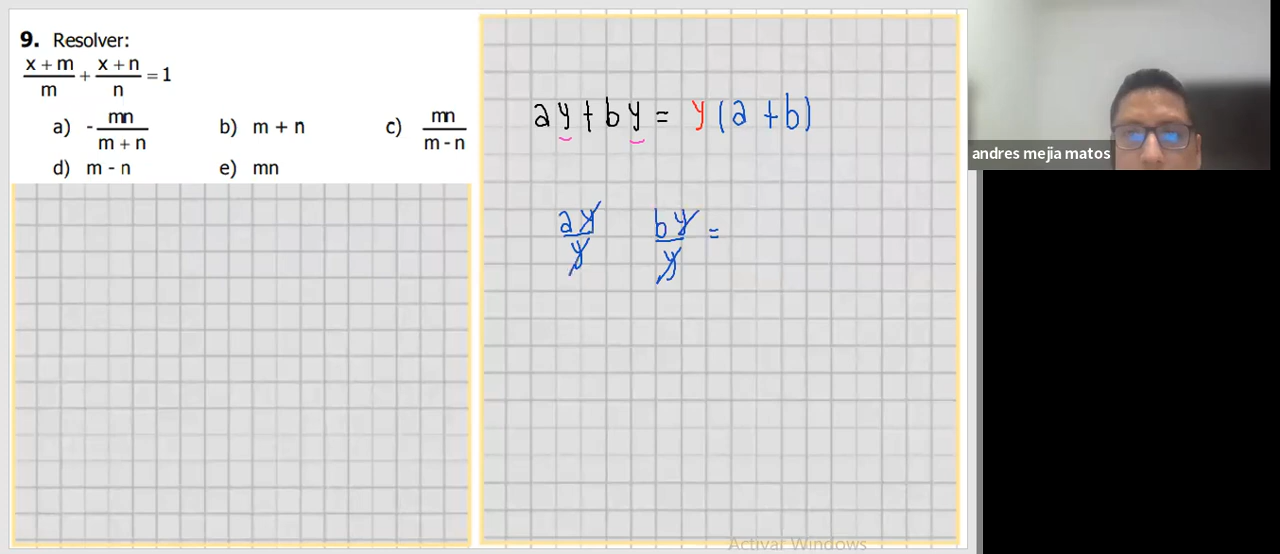 9. Resolver:
x + m / m + x + n / n = 1
a) - mn / m + n b) m + n c) mn / m - n
d) m - n e) mn
ay + by = y (a + b)
ay / y by / y =
andres mejia matos
Activar Windows